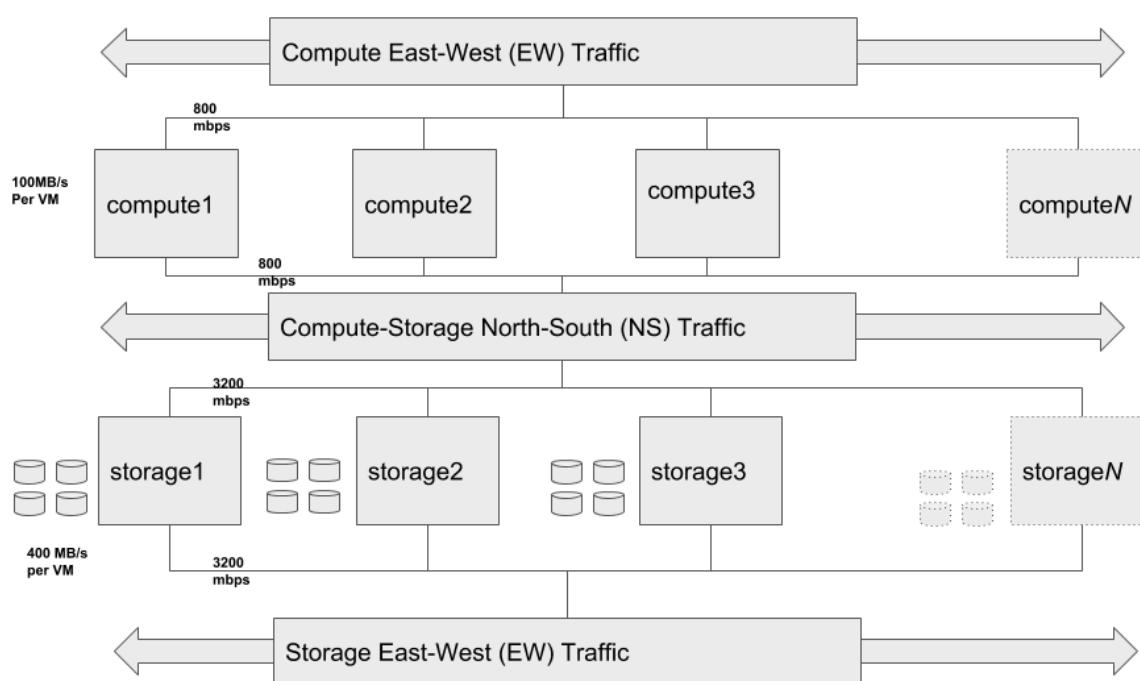 Compute East-West (EW) Traffic
800
mbps
100MB/s
Per VM
compute1
compute2
compute3
computeN
800
mbps
Compute-Storage North-South (NS) Traffic
3200
mbps
storage1
storage2
storage3
storageN
400 MB/s
per VM
3200
mbps
Storage East-West (EW) Traffic